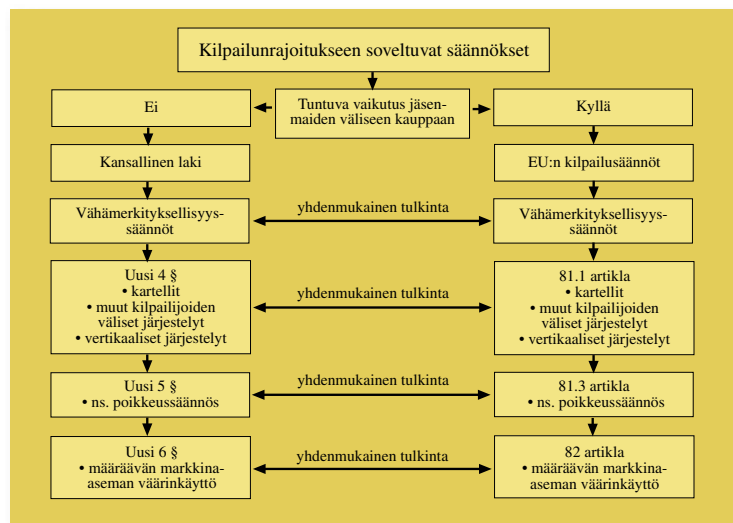 Kilpailunrajoitukseen soveltuvat säännökset
Ei
Tuntuva vaikutus jäsen-
maiden väliseen kauppaan
Kyllä
Kansallinen laki
EU:n kilpailusäännöt
Vähämerkityksellisyys-
säännöt
yhdenmukainen tulkinta
Vähämerkityksellisyys-
säännöt
Uusi 4 §
• kartellit
• muut kilpailijoiden
väliset järjestelyt
• vertikaaliset järjestelyt
yhdenmukainen tulkinta
81.1 artikla
• kartellit
• muut kilpailijoiden
väliset järjestelyt
• vertikaaliset järjestelyt
Uusi 5 §
• ns. poikkeussäännös
yhdenmukainen tulkinta
81.3 artikla
• ns. poikkeussäännös
Uusi 6 §
• määräävän markkina-
aseman väärinkäyttö
yhdenmukainen tulkinta
82 artikla
• määräävän markkina-
aseman väärinkäyttö